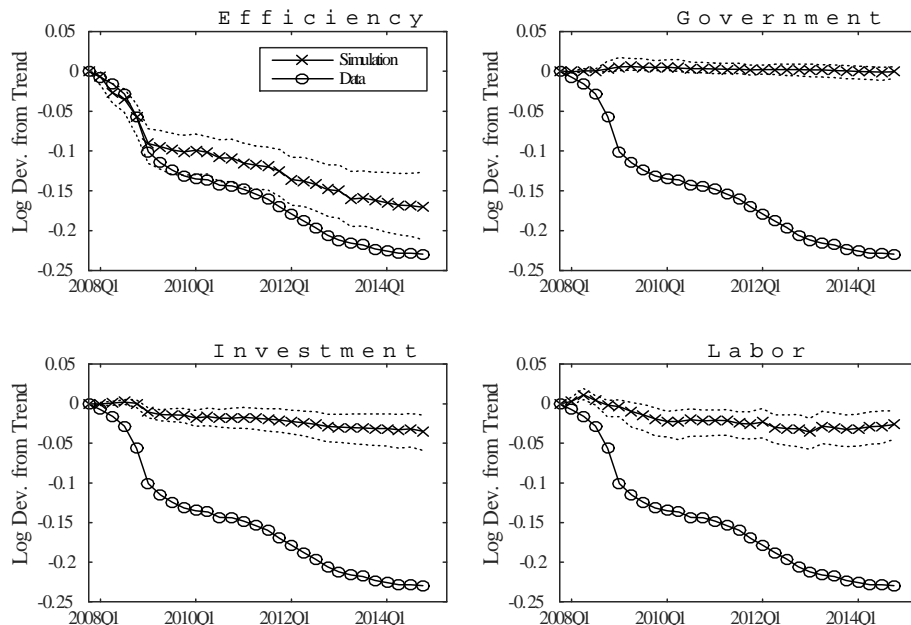 Efficiency
Log Dev. from Trend
0.05
0
-0.05
-0.1
-0.15
-0.2
-0.25
2008Q1 2010Q1 2012Q1 2014Q1
Simulation
Data
Government
Log Dev. from Trend
0.05
0
-0.05
-0.1
-0.15
-0.2
-0.25
2008Q1 2010Q1 2012Q1 2014Q1
Investment
Log Dev. from Trend
0.05
0
-0.05
-0.1
-0.15
-0.2
-0.25
2008Q1 2010Q1 2012Q1 2014Q1
Labor
Log Dev. from Trend
0.05
0
-0.05
-0.1
-0.15
-0.2
-0.25
2008Q1 2010Q1 2012Q1 2014Q1